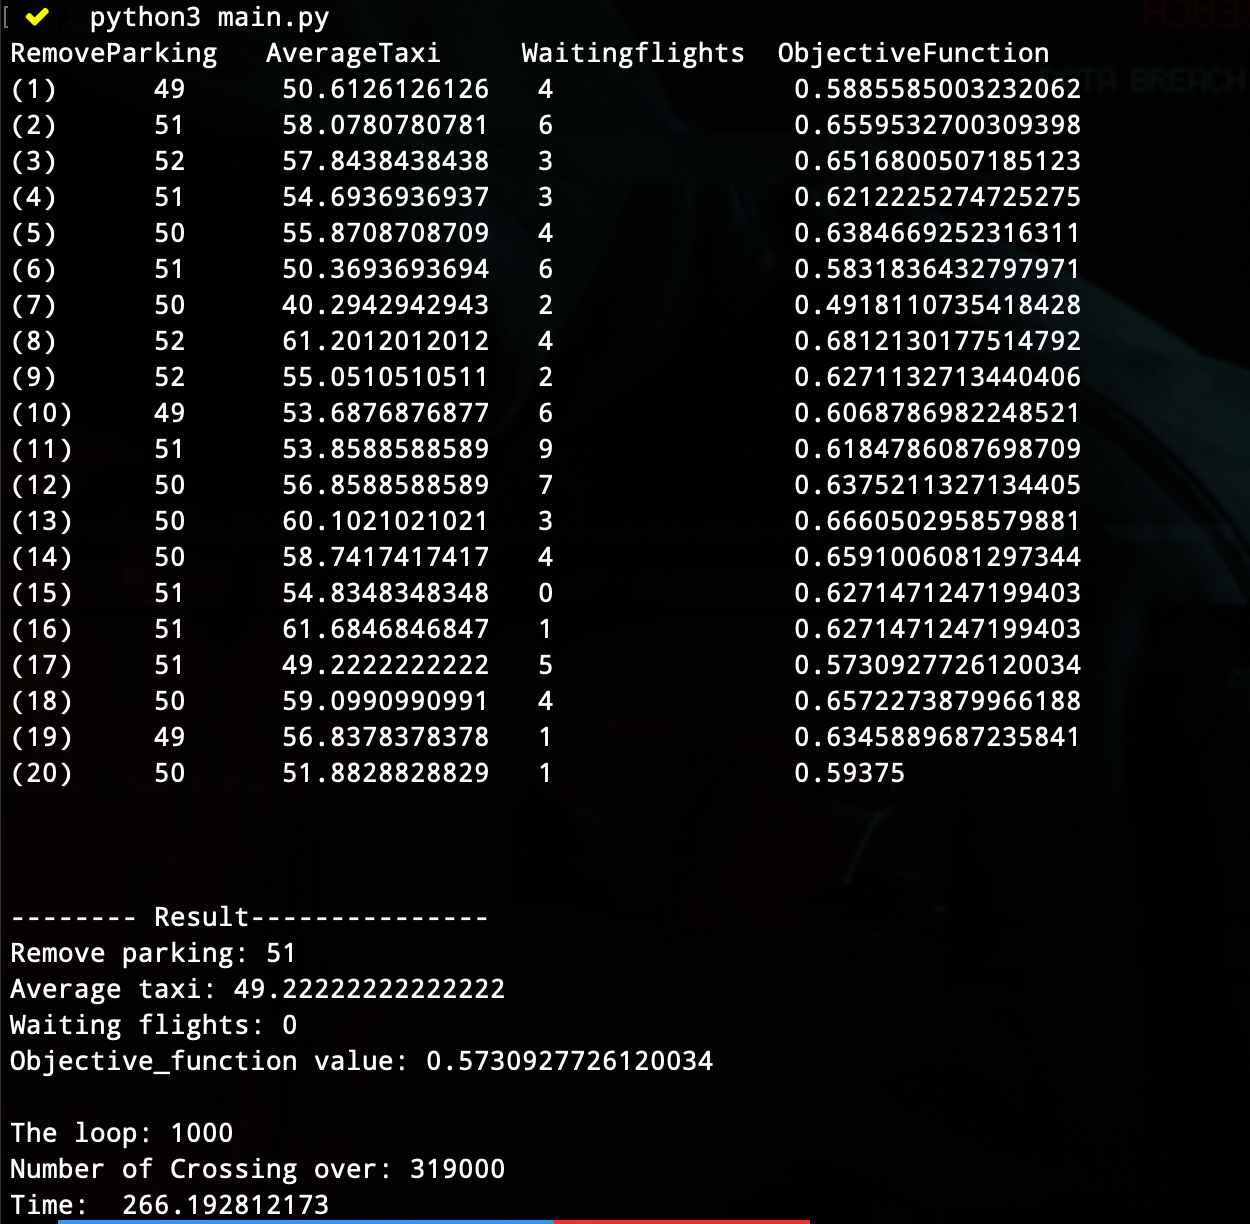 [ ✔ python3 main.py
RemoveParking AverageTaxi Waitingflights ObjectiveFunction
(1) 49 50.6126126126 4 0.5885585003232062
(2) 51 58.0780780781 6 0.6559532700309398
(3) 52 57.8438438438 3 0.6516800507185123
(4) 51 54.6936936937 3 0.6212225274725275
(5) 50 55.8708708709 4 0.6384669252316311
(6) 51 50.3693693694 6 0.5831836432797971
(7) 50 40.2942942943 2 0.4918110735418428
(8) 52 61.2012012012 4 0.6812130177514792
(9) 52 55.0510510511 2 0.6271132713440406
(10) 49 53.6876876877 6 0.6068786982248521
(11) 51 53.8588588589 9 0.6184786087698709
(12) 50 56.8588588589 7 0.6375211327134405
(13) 50 60.1021021021 3 0.6660502958579881
(14) 50 58.7417417417 4 0.6591006081297344
(15) 51 54.8348348348 0 0.6271471247199403
(16) 51 61.6846846847 1 0.6271471247199403
(17) 51 49.2222222222 5 0.5730927726120034
(18) 50 59.0990990991 4 0.6572273879966188
(19) 49 56.8378378378 1 0.6345889687235841
(20) 50 51.8828828829 1 0.59375
-------- Result---------------
Remove parking: 51
Average taxi: 49.22222222222222
Waiting flights: 0
Objective_function value: 0.5730927726120034
The loop: 1000
Number of Crossing over: 319000
Time: 266.192812173